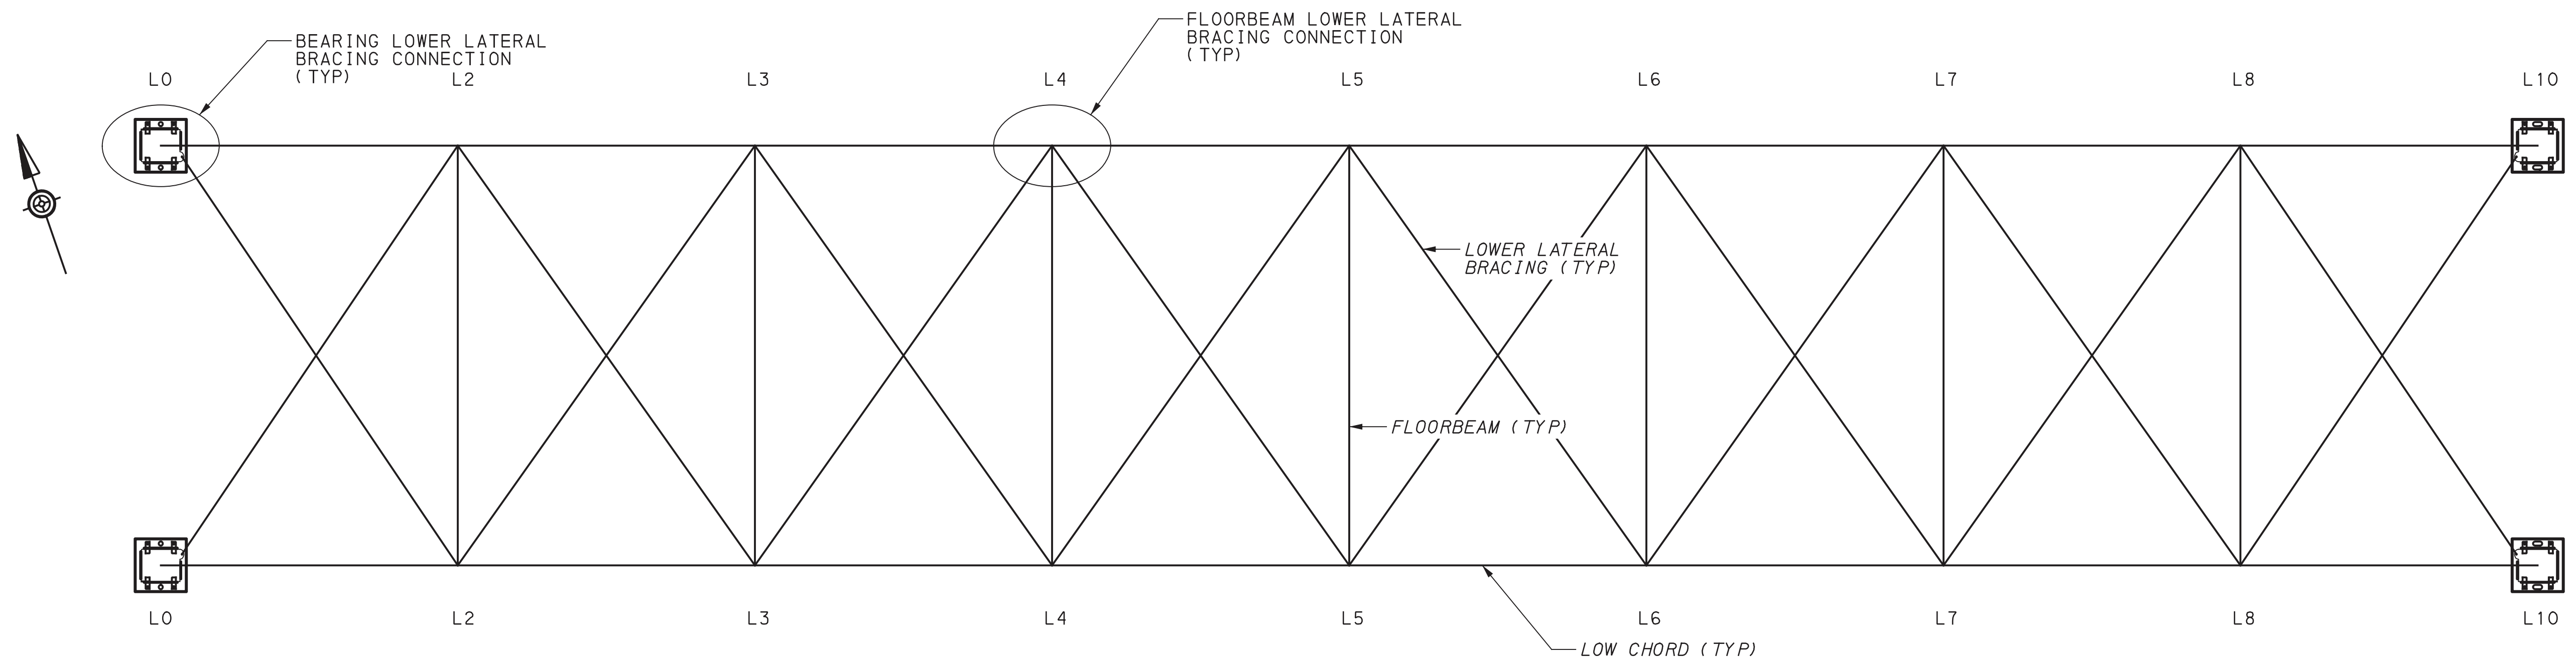 FLOORBEAM LOWER LATERAL
BRACING CONNECTION
(TYP)
BEARING LOWER LATERAL
BRACING CONNECTION
(TYP)
L0 L2 L3 L4 L5 L6 L7 L8 L10
LOWER LATERAL
BRACING (TYP)
FLOORBEAM (TYP)
L0 L2 L3 L4 L5 L6 L7 L8 L10
LOW CHORD (TYP)